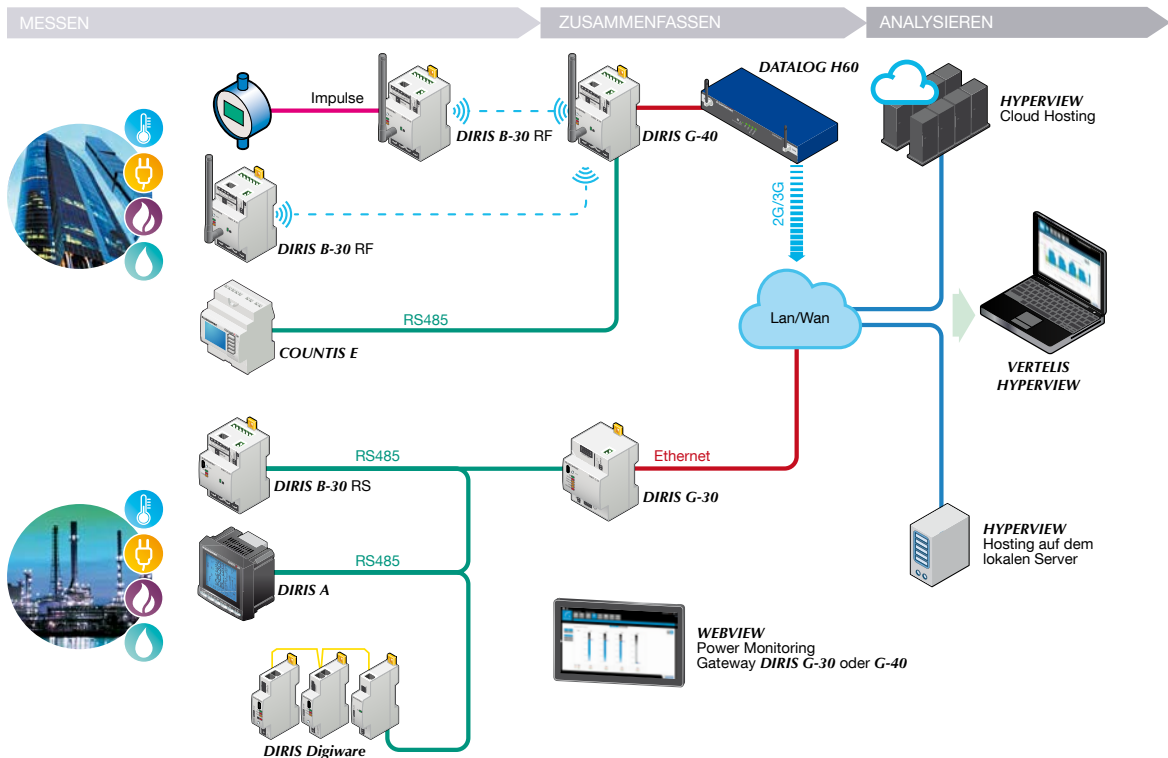 MESSEN
ZUSAMMENFASSEN
ANALYSIEREN
Impulse
DIRIS B-30 RF
DIRIS G-40
DATALOG H60
HYPERVIEW
Cloud Hosting
DIRIS B-30 RF
2G/3G
RS485
COUNTIS E
Lan/Wan
VERTELIS
HYPERVIEW
RS485
DIRIS B-30 RS
Ethernet
DIRIS G-30
RS485
DIRIS A
HYPERVIEW
Hosting auf dem
lokalen Server
WEBVIEW
Power Monitoring
Gateway DIRIS G-30 oder G-40
DIRIS Digiware